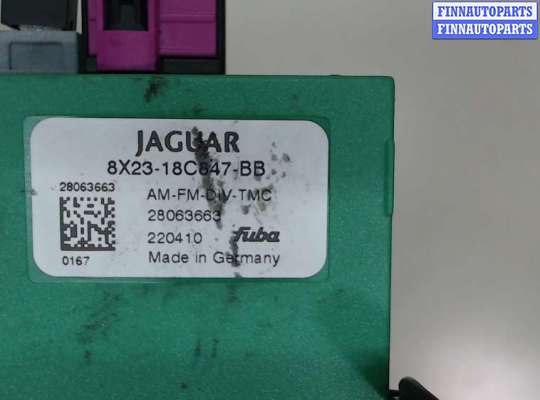 FINNAUTOPARTS
FINNAUTOPARTS
JAGUAR
8X23-18C847-BB
28063663
AM-FM-DIV-TMC
28063663
220410 fuba
0167
Made in Germany